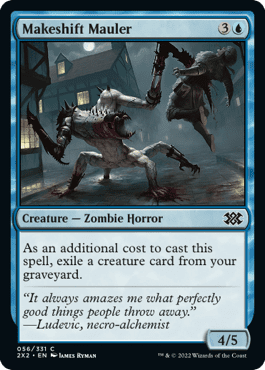 Makeshift Mauler 3
Creature — Zombie Horror
As an additional cost to cast this
spell, exile a creature card from your
graveyard.
“It always amazes me what perfectly
good things people throw away.”
—Ludevic, necro-alchemist
4/5
056/331 C
2X2 • EN JAMES RYMAN
™ & © 2022 Wizards of the Coast